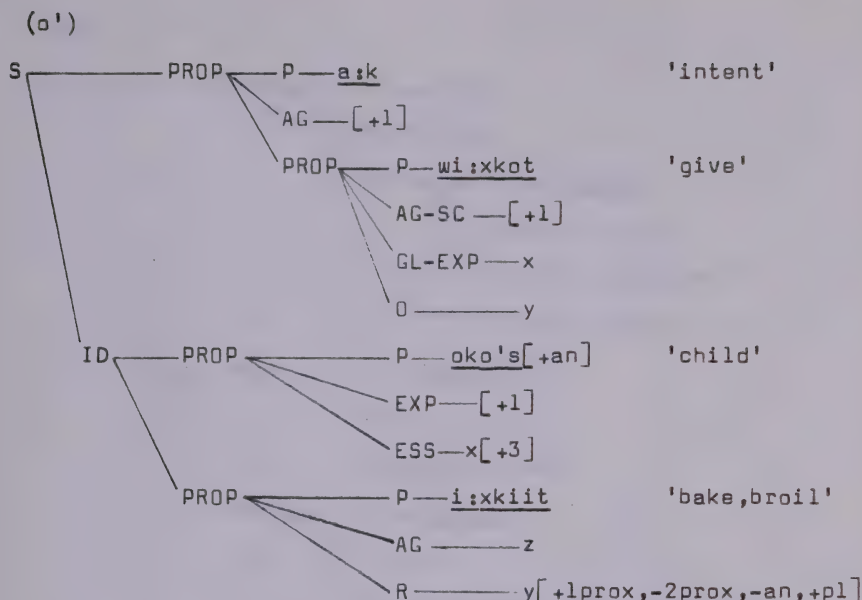 (o')
S PROP P a:k 'intent'
AG [+1]
PROP P wi:xkot 'give'
AG-SC [+1]
GL-EXP x
O y
ID PROP P oko's[+an] 'child'
EXP [+1]
ESS x[+3]
PROP P i:xkiit 'bake,broil'
AG z
R y[+1prox,-2prox,-an,+pl]